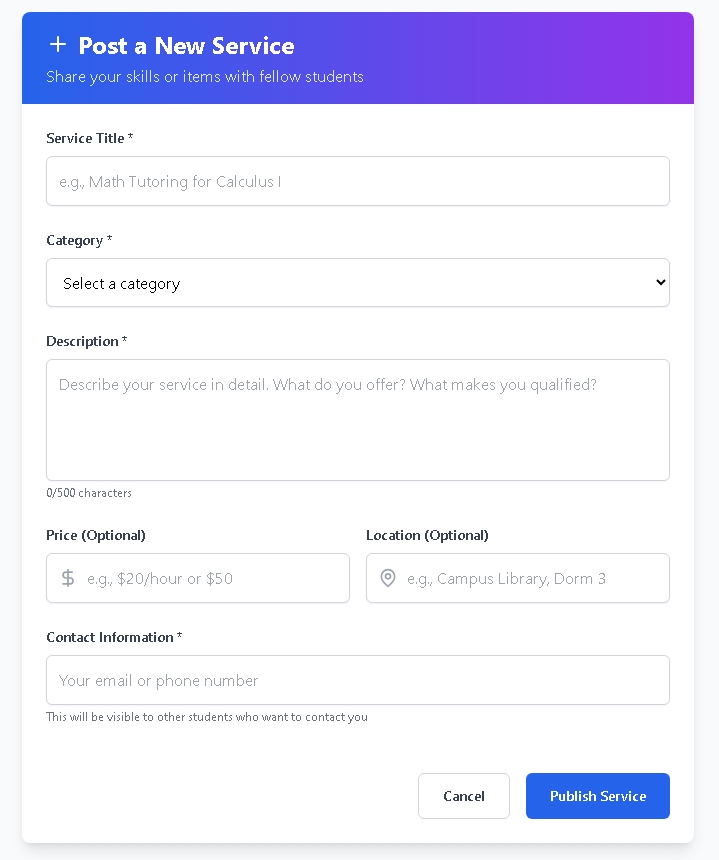 Post a New Service
Share your skills or items with fellow students
Service Title *
e.g., Math Tutoring for Calculus I
Category *
Select a category
Description *
Describe your service in detail. What do you offer? What makes you qualified?
0/500 characters
Price (Optional)
Location (Optional)
$ e.g., $20/hour or $50
e.g., Campus Library, Dorm 3
Contact Information *
Your email or phone number
This will be visible to other students who want to contact you
Cancel
Publish Service